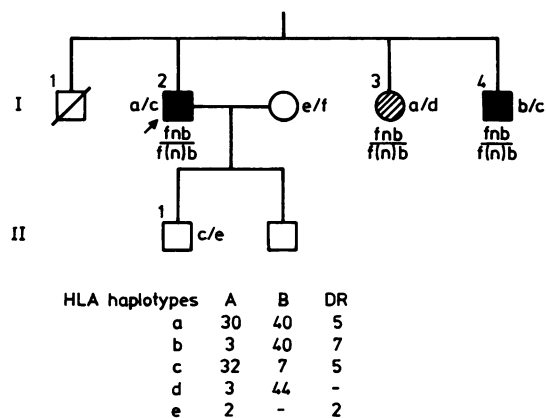 1 2 3 4
I a/c e/f a/d b/c
fnb fnb fnb
f(n)b f(n)b f(n)b
1
II c/e
HLA haplotypes A B DR
a 30 40 5
b 3 40 7
c 32 7 5
d 3 44 -
e 2 - 2